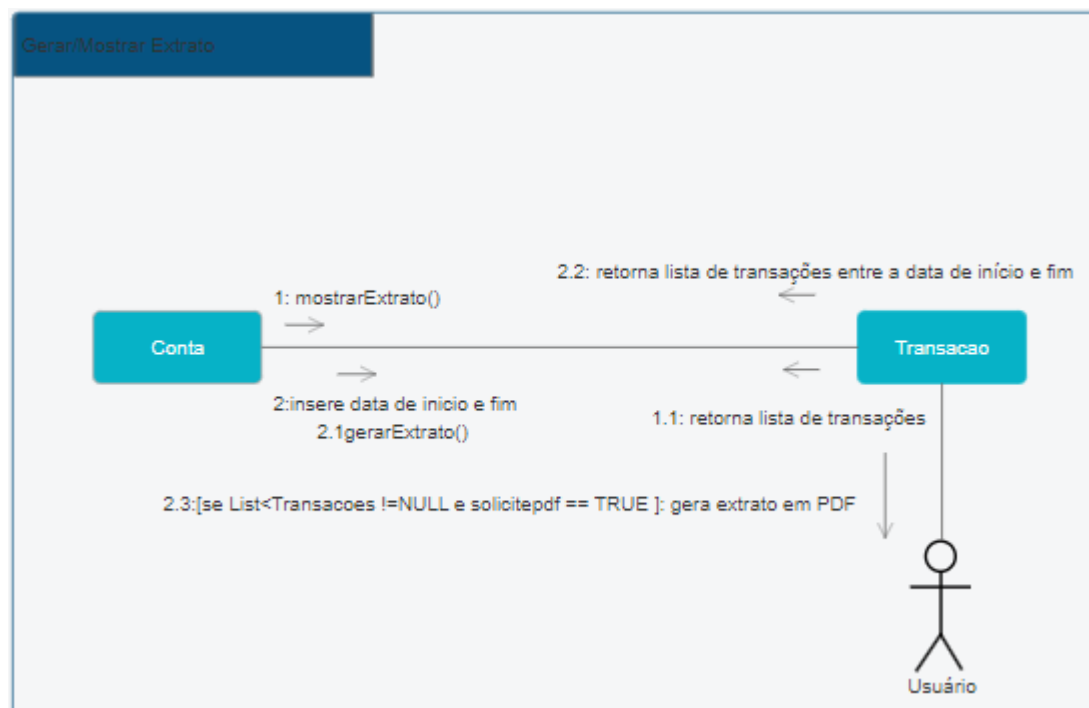 Gerar/Mostrar Extrato
2.2: retorna lista de transações entre a data de início e fim
1: mostrarExtrato()
Conta
Transacao
2:insere data de inicio e fim
2.1gerarExtrato()
1.1: retorna lista de transações
2.3:[se List<Transacoes !=NULL e solicitepdf == TRUE ]: gera extrato em PDF
Usuário